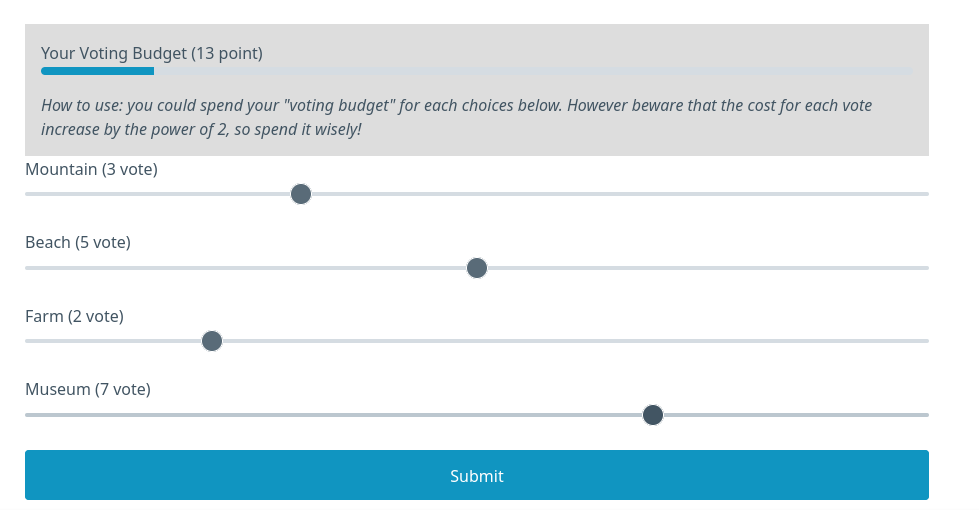 Your Voting Budget (13 point)
How to use: you could spend your "voting budget" for each choices below. However beware that the cost for each vote
increase by the power of 2, so spend it wisely!
Mountain (3 vote)
Beach (5 vote)
Farm (2 vote)
Museum (7 vote)
Submit